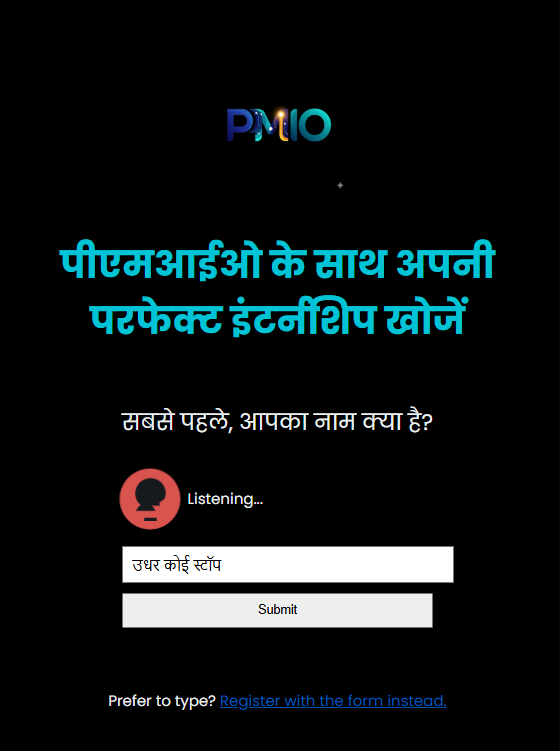 PMIO
पीएमआईओ के साथ अपनी
परफेक्ट इंटर्नशिप खोजें
सबसे पहले, आपका नाम क्या है?
Listening...
उधर कोई स्टॉप
Submit
Prefer to type? Register with the form instead.